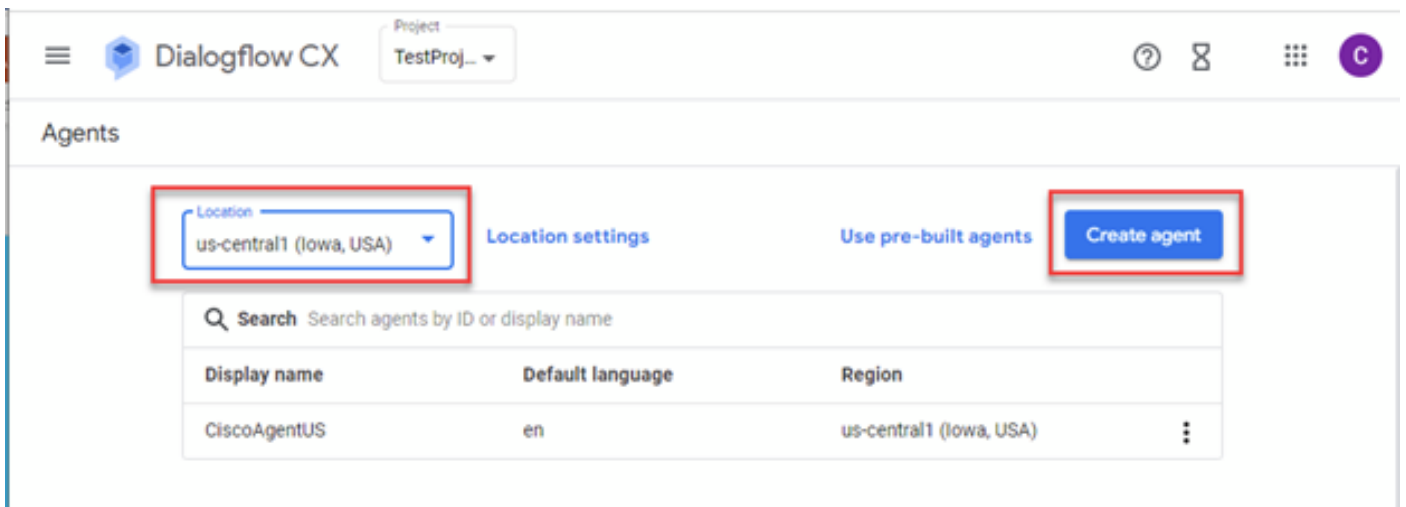 Project
Dialogflow CX
TestProj...
C
Agents
Location
us-central1 (Iowa, USA)
Location settings
Use pre-built agents
Create agent
Search Search agents by ID or display name
Display name Default language Region
CiscoAgentUS en us-central1 (Iowa, USA)